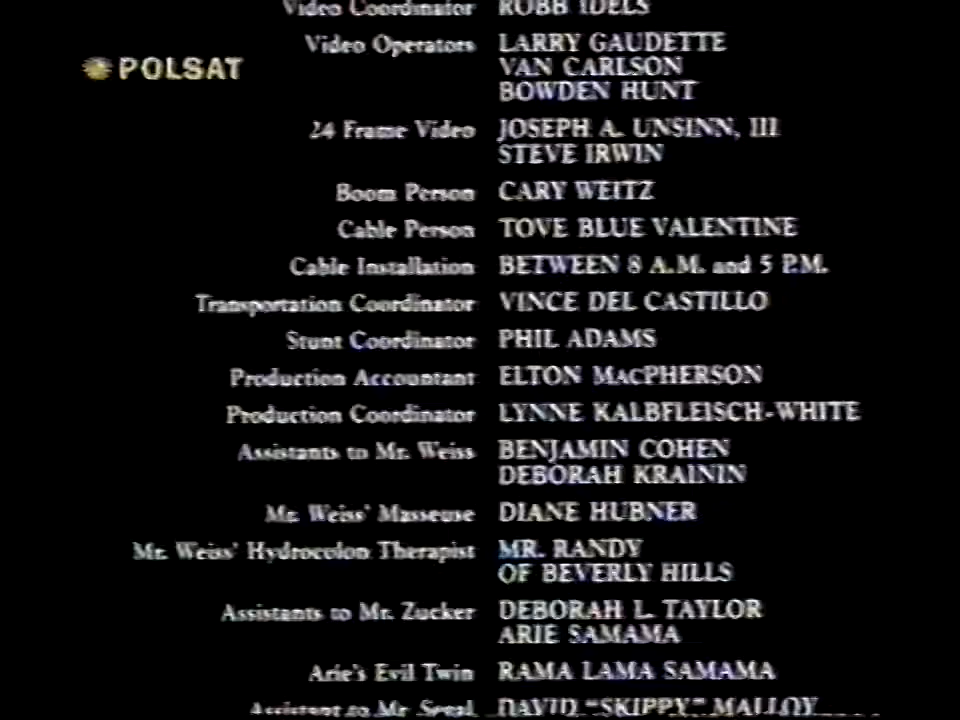 Video Coordinator ROBB IDELS
Video Operators LARRY GAUDETTE
POLSAT
VAN CARLSON
BOWDEN HUNT
24 Frame Video JOSEPH A. UNSINN, III
STEVE IRWIN
Boom Person CARY WEITZ
Cable Person TOVE BLUE VALENTINE
Cable Installation BETWEEN 8 A.M. and 5 P.M.
Transportation Coordinator VINCE DEL CASTILLO
Stunt Coordinator PHIL ADAMS
Production Accountant ELTON MACPHERSON
Production Coordinator LYNNE KALBFLEISCH-WHITE
Assistants to Mr. Weiss BENJAMIN COHEN
DEBORAH KRAININ
Mr. Weiss' Masseuse DIANE HUBNER
Mr. Weiss' Hydrocolon Therapist MR. RANDY
OF BEVERLY HILLS
Assistants to Mr. Zucker DEBORAH L. TAYLOR
ARIE SAMAMA
Arie's Evil Twin RAMA LAMA SAMAMA
Assistant to Mr. Segal DAVID "SKIPPY" MALLOY